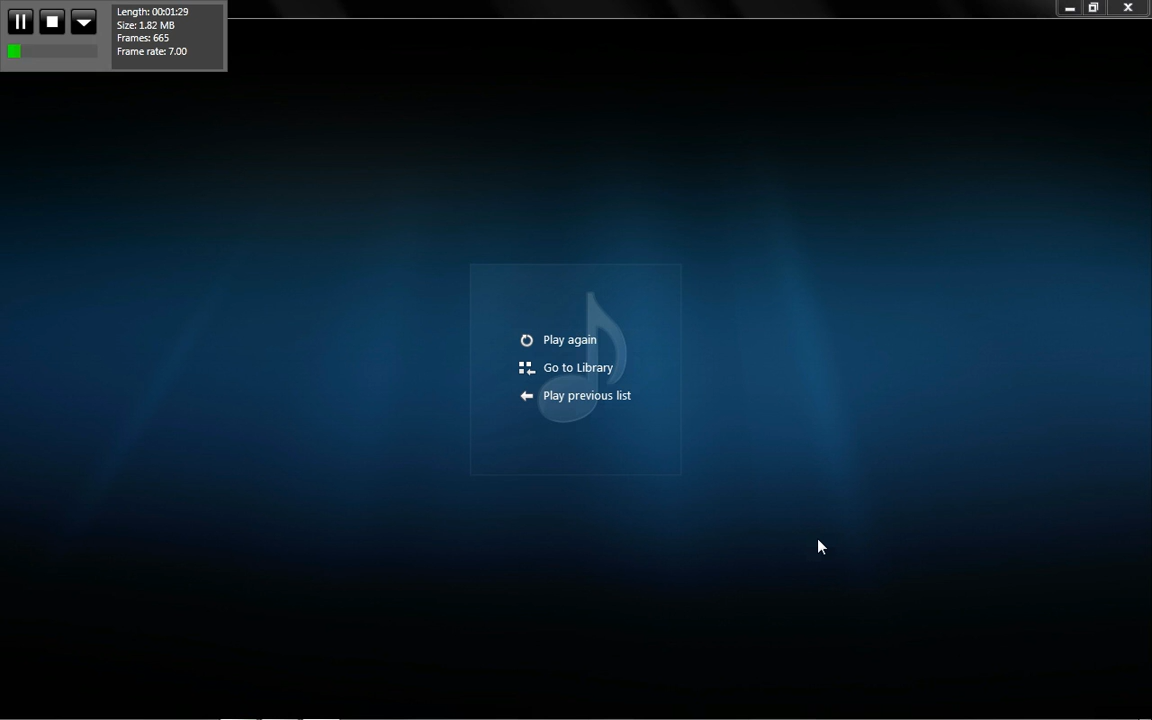 Length: 00:01:29
Size: 1.82 MB
Frames: 665
Frame rate: 7.00
Play again
Go to Library
Play previous list